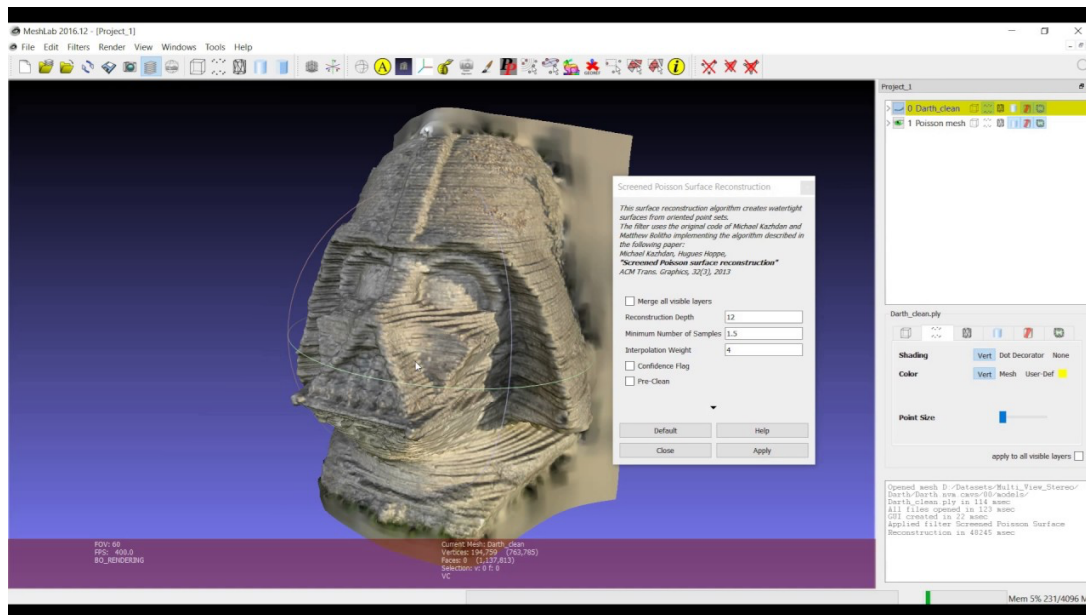 MeshLab 2016.12 - [Project_1]
File Edit Filters Render View Windows Tools Help
Project_1
0 Darth_clean
1 Poisson mesh
Screened Poisson Surface Reconstruction
This surface reconstruction algorithm creates watertight
surfaces from oriented point sets.
The filter uses the original code of Michael Kazhdan and
Matthew Bolitho implementing the algorithm described in
the following paper:
Michael Kazhdan, Hugues Hoppe,
"Screened Poisson surface reconstruction"
ACM Trans. Graphics, 32(3), 2013
Merge all visible layers
Reconstruction Depth 12
Minimum Number of Samples 1.5
Interpolation Weight 4
Confidence Flag
Pre-Clean
Default Help
Close Apply
Darth_clean.ply
Shading Vert Dot Decorator None
Color Vert Mesh User-Def
Point Size
apply to all visible layers
Opened mesh D:/Datasets/Multi_View_Stereo/
Darth/Darth.nvm cmvs/00/models/
Darth_clean.ply in 114 msec
All files opened in 123 msec
GUI created in 22 msec
Applied filter Screened Poisson Surface
Reconstruction in 48245 msec
FOV: 60
FPS: 400.0
BO_RENDERING
Current Mesh: Darth_clean
Vertices: 194,759 (763,785)
Faces: 0 (1,137,813)
Selection: v: 0 f: 0
VC
Mem 5% 231/4096 M